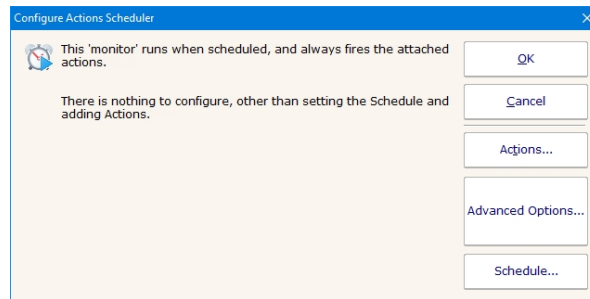 Configure Actions Scheduler
This 'monitor' runs when scheduled, and always fires the attached
actions.
There is nothing to configure, other than setting the Schedule and
adding Actions.
OK
Cancel
Actions...
Advanced Options...
Schedule...